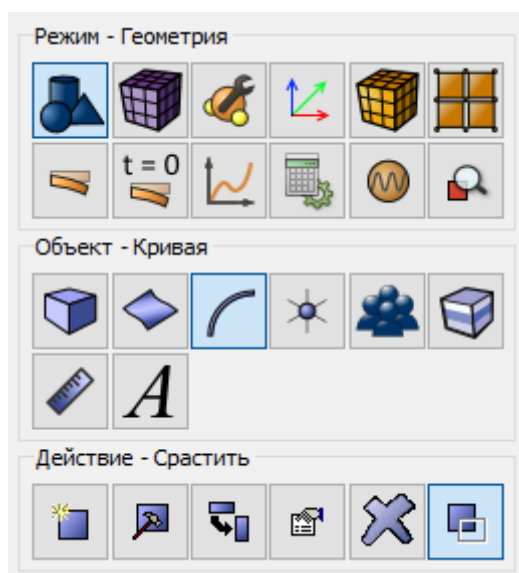 Режим - Геометрия
t = 0
Объект - Кривая
A
Действие - Срастить